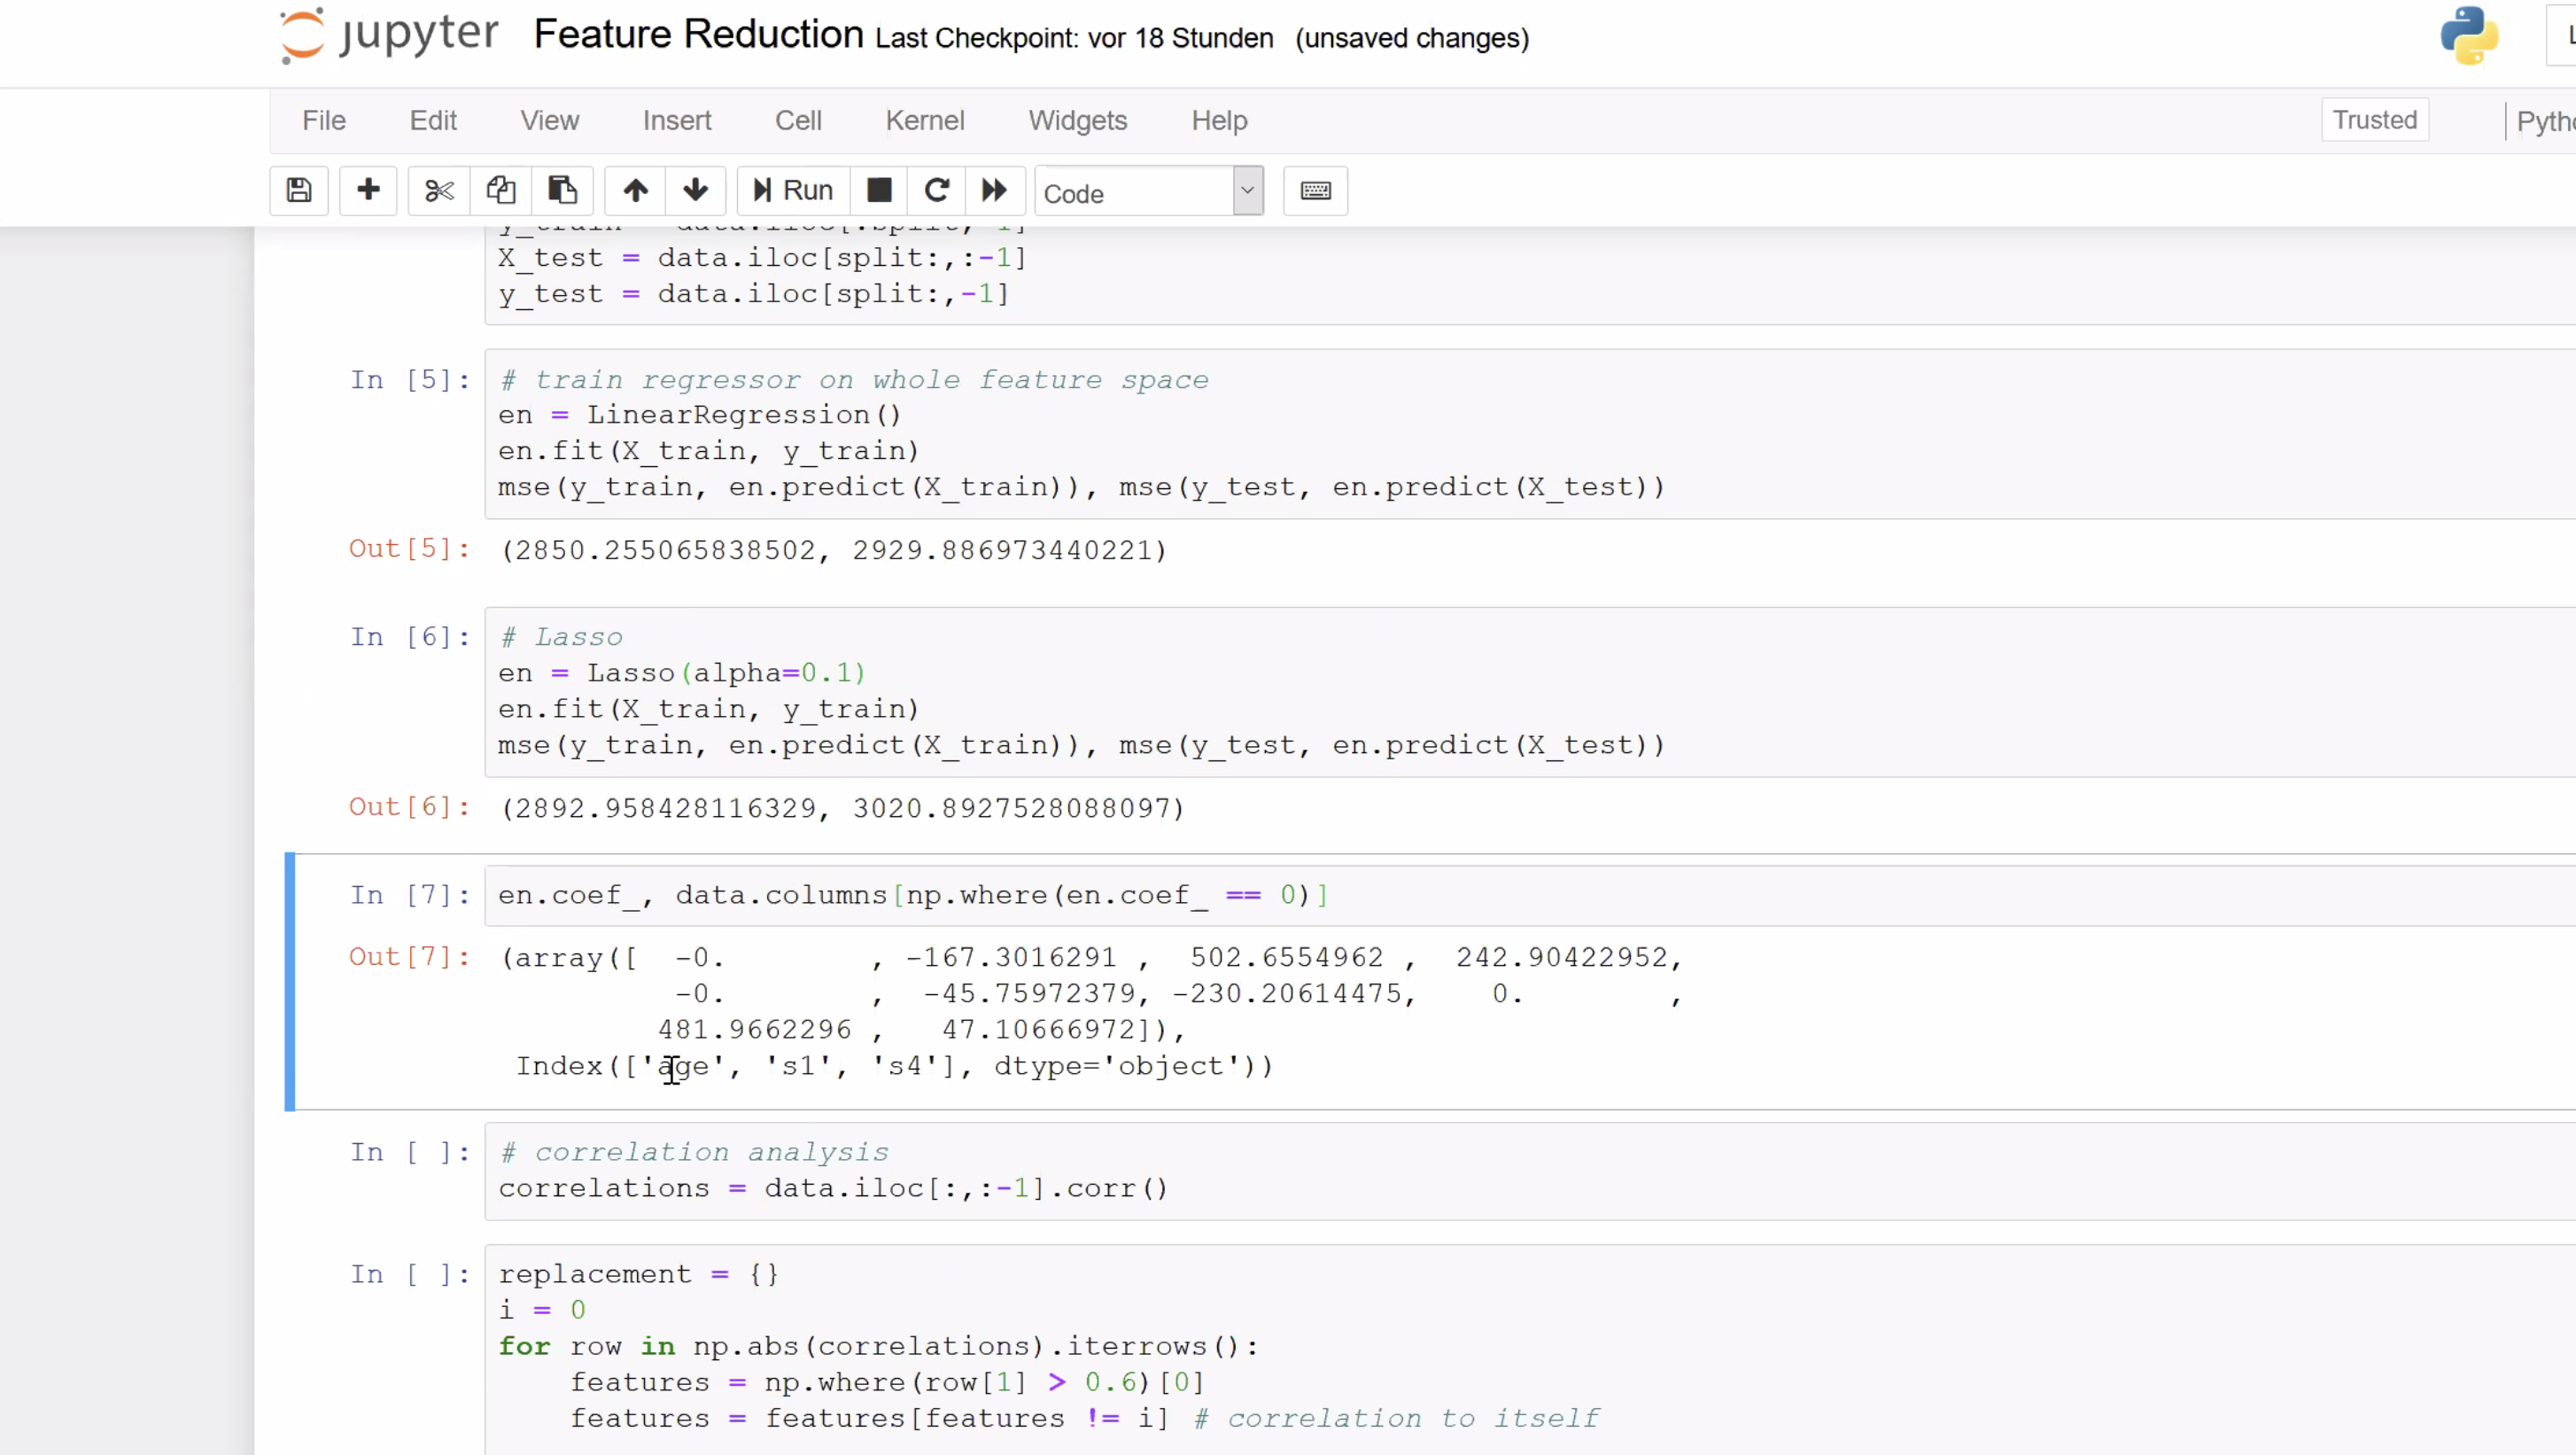 jupyter Feature Reduction Last Checkpoint: vor 18 Stunden (unsaved changes)
File Edit View Insert Cell Kernel Widgets Help Trusted
Run Code
X_test = data.iloc[split:,:-1]
y_test = data.iloc[split:,-1]
In [5]: # train regressor on whole feature space
en = LinearRegression()
en.fit(X_train, y_train)
mse(y_train, en.predict(X_train)), mse(y_test, en.predict(X_test))
Out[5]: (2850.255065838502, 2929.886973440221)
In [6]: # Lasso
en = Lasso(alpha=0.1)
en.fit(X_train, y_train)
mse(y_train, en.predict(X_train)), mse(y_test, en.predict(X_test))
Out[6]: (2892.958428116329, 3020.8927528088097)
In [7]: en.coef_, data.columns[np.where(en.coef_ == 0)]
Out[7]: (array([ -0. , -167.3016291 , 502.6554962 , 242.90422952,
-0. , -45.75972379, -230.20614475, 0. ,
481.9662296 , 47.10666972]),
Index(['age', 's1', 's4'], dtype='object'))
In [ ]: # correlation analysis
correlations = data.iloc[:,:-1].corr()
In [ ]: replacement = {}
i = 0
for row in np.abs(correlations).iterrows():
features = np.where(row[1] > 0.6)[0]
features = features[features != i] # correlation to itself